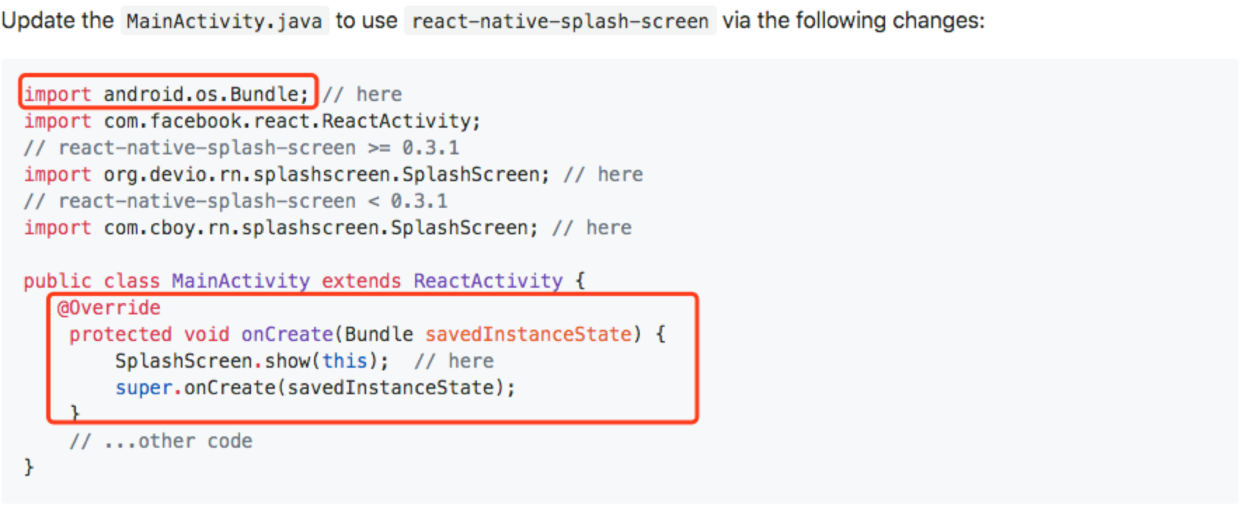 Update the MainActivity.java to use react-native-splash-screen via the following changes:
import android.os.Bundle; // here
import com.facebook.react.ReactActivity;
// react-native-splash-screen >= 0.3.1
import org.devio.rn.splashscreen.SplashScreen; // here
// react-native-splash-screen < 0.3.1
import com.cboy.rn.splashscreen.SplashScreen; // here
public class MainActivity extends ReactActivity {
@Override
protected void onCreate(Bundle savedInstanceState) {
SplashScreen.show(this);  // here
super.onCreate(savedInstanceState);
}
// ...other code
}